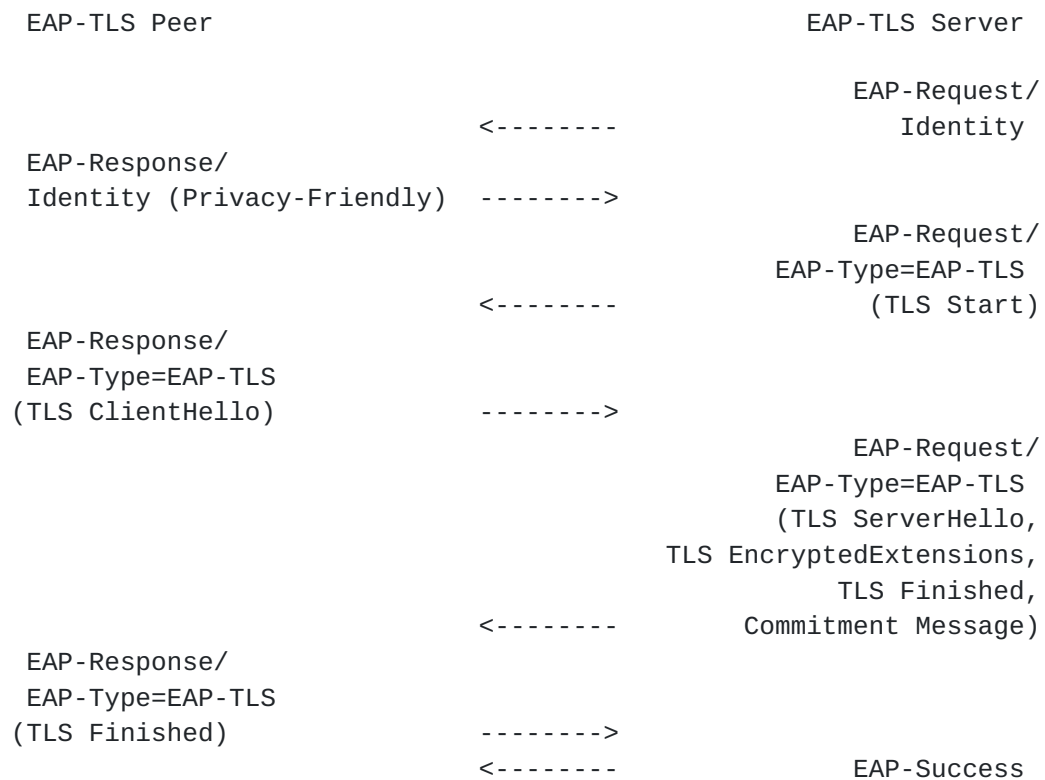 EAP-TLS Peer                                      EAP-TLS Server
EAP-Request/
<--------                  Identity
EAP-Response/
Identity (Privacy-Friendly)  -------->
EAP-Request/
EAP-Type=EAP-TLS
<--------                (TLS Start)
EAP-Response/
EAP-Type=EAP-TLS
(TLS ClientHello)             -------->
EAP-Request/
EAP-Type=EAP-TLS
(TLS ServerHello,
TLS EncryptedExtensions,
TLS Finished,
<--------        Commitment Message)
EAP-Response/
EAP-Type=EAP-TLS
(TLS Finished)                -------->
<--------               EAP-Success